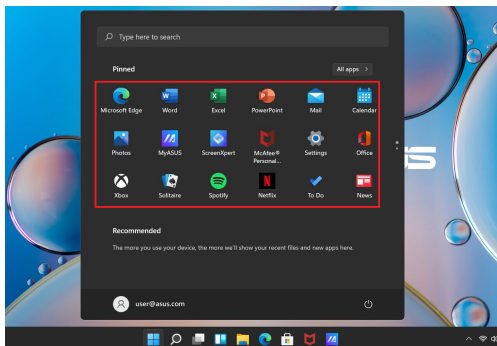 Type here to search
Pinned
All apps >
Microsoft Edge
Word
Excel
PowerPoint
Mail
Calendar
Photos
MyASUS
ScreenXpert
McAfee®
Personal...
Settings
Office
Xbox
Solitaire
Spotify
Netflix
To Do
News
Recommended
The more you use your device, the more we'll show your recent files and new apps here.
user@asus.com